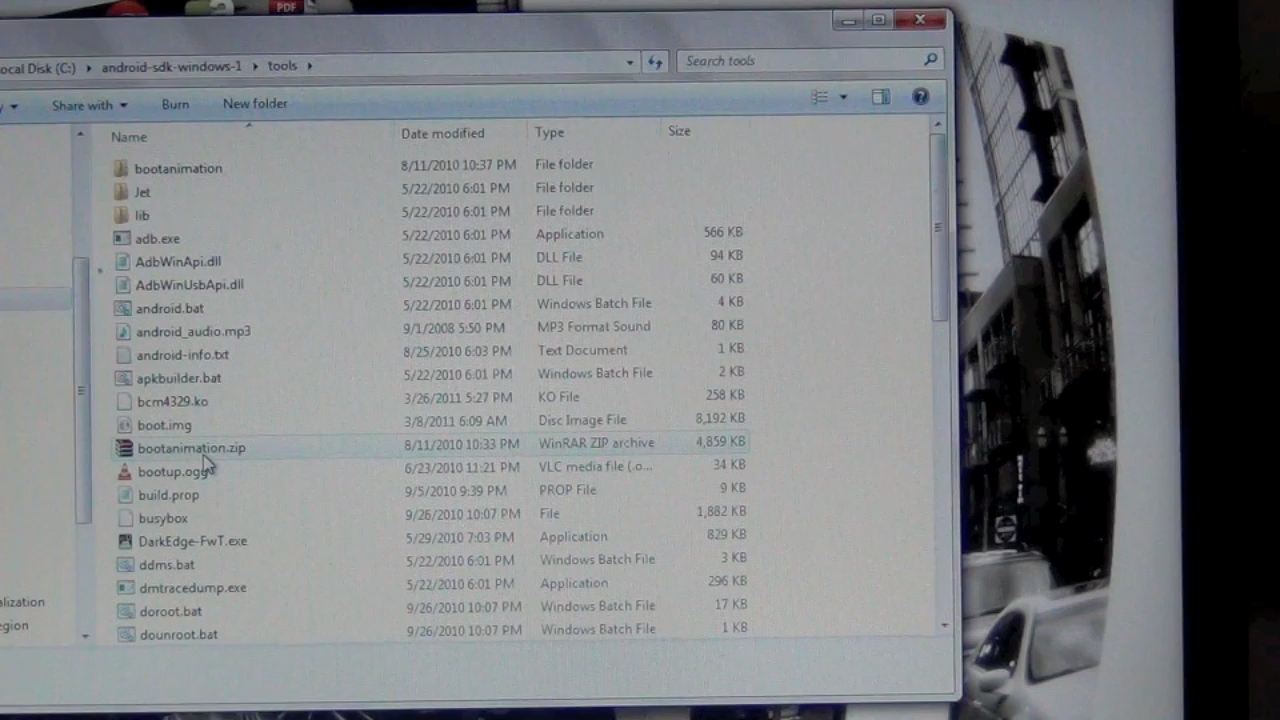 PDF
ocal Disk (C:) android-sdk-windows-1 tools Search tools
Share with Burn New folder
Name Date modified Type Size
bootanimation 8/11/2010 10:37 PM File folder
Jet 5/22/2010 6:01 PM File folder
lib 5/22/2010 6:01 PM File folder
adb.exe 5/22/2010 6:01 PM Application 566 KB
AdbWinApi.dll 5/22/2010 6:01 PM DLL File 94 KB
AdbWinUsbApi.dll 5/22/2010 6:01 PM DLL File 60 KB
android.bat 5/22/2010 6:01 PM Windows Batch File 4 KB
android_audio.mp3 9/1/2008 5:50 PM MP3 Format Sound 80 KB
android-info.txt 8/25/2010 6:03 PM Text Document 1 KB
apkbuilder.bat 5/22/2010 6:01 PM Windows Batch File 2 KB
bcm4329.ko 3/26/2011 5:27 PM KO File 258 KB
boot.img 3/8/2011 6:09 AM Disc Image File 8,192 KB
bootanimation.zip 8/11/2010 10:33 PM WinRAR ZIP archive 4,859 KB
bootup.ogg 6/23/2010 11:21 PM VLC media file (.o... 34 KB
build.prop 9/5/2010 9:39 PM PROP File 9 KB
busybox 9/26/2010 10:07 PM File 1,882 KB
DarkEdge-FwT.exe 5/29/2010 7:03 PM Application 829 KB
ddms.bat 5/22/2010 6:01 PM Windows Batch File 3 KB
dmtracedump.exe 5/22/2010 6:01 PM Application 296 KB
doroot.bat 9/26/2010 10:07 PM Windows Batch File 17 KB
dounroot.bat 9/26/2010 10:07 PM Windows Batch File 1 KB
alization
egion